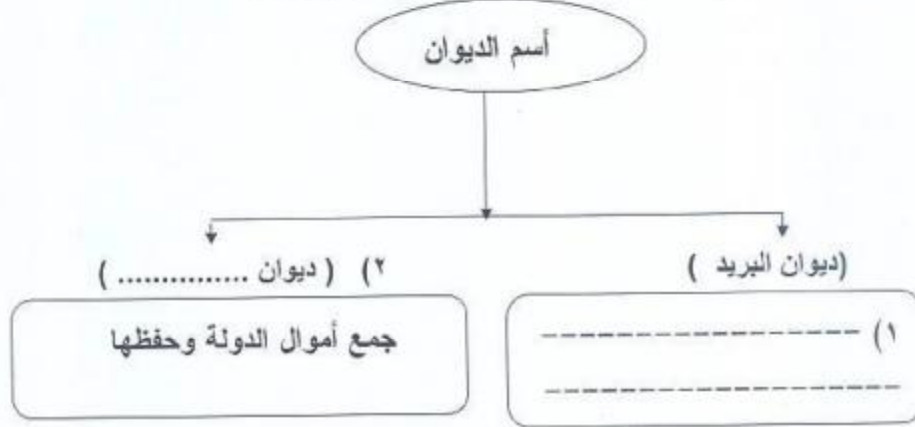 أسم الديوان
(ديوان البريد )
٢) ( ديوان ............... )
١) ------------------
--------------------
جمع أموال الدولة وحفظها